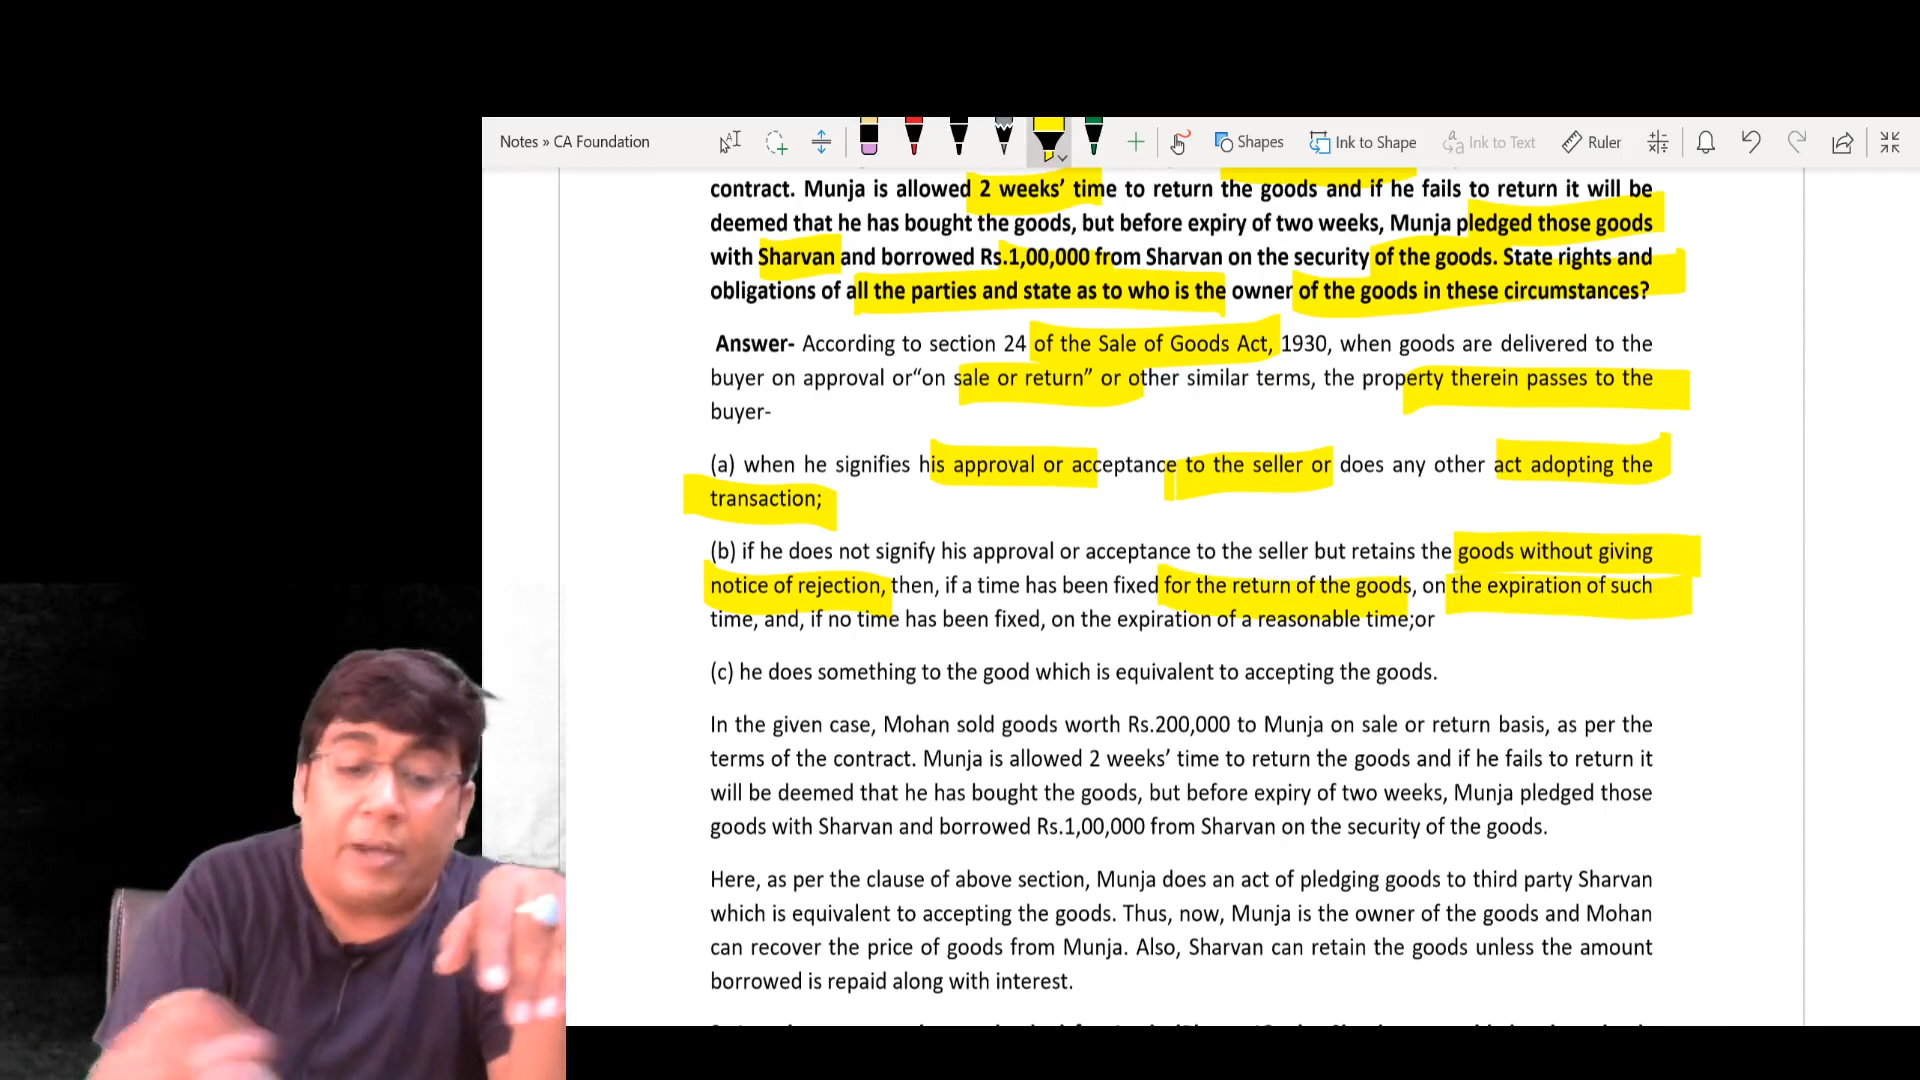 Notes » CA Foundation
Shapes
Ink to Shape
Ink to Text
Ruler
contract. Munja is allowed 2 weeks’ time to return the goods and if he fails to return it will be
deemed that he has bought the goods, but before expiry of two weeks, Munja pledged those goods
with Sharvan and borrowed Rs.1,00,000 from Sharvan on the security of the goods. State rights and
obligations of all the parties and state as to who is the owner of the goods in these circumstances?
Answer- According to section 24 of the Sale of Goods Act, 1930, when goods are delivered to the
buyer on approval or“on sale or return” or other similar terms, the property therein passes to the
buyer-
(a) when he signifies his approval or acceptance to the seller or does any other act adopting the
transaction;
(b) if he does not signify his approval or acceptance to the seller but retains the goods without giving
notice of rejection, then, if a time has been fixed for the return of the goods, on the expiration of such
time, and, if no time has been fixed, on the expiration of a reasonable time;or
(c) he does something to the good which is equivalent to accepting the goods.
In the given case, Mohan sold goods worth Rs.200,000 to Munja on sale or return basis, as per the
terms of the contract. Munja is allowed 2 weeks’ time to return the goods and if he fails to return it
will be deemed that he has bought the goods, but before expiry of two weeks, Munja pledged those
goods with Sharvan and borrowed Rs.1,00,000 from Sharvan on the security of the goods.
Here, as per the clause of above section, Munja does an act of pledging goods to third party Sharvan
which is equivalent to accepting the goods. Thus, now, Munja is the owner of the goods and Mohan
can recover the price of goods from Munja. Also, Sharvan can retain the goods unless the amount
borrowed is repaid along with interest.